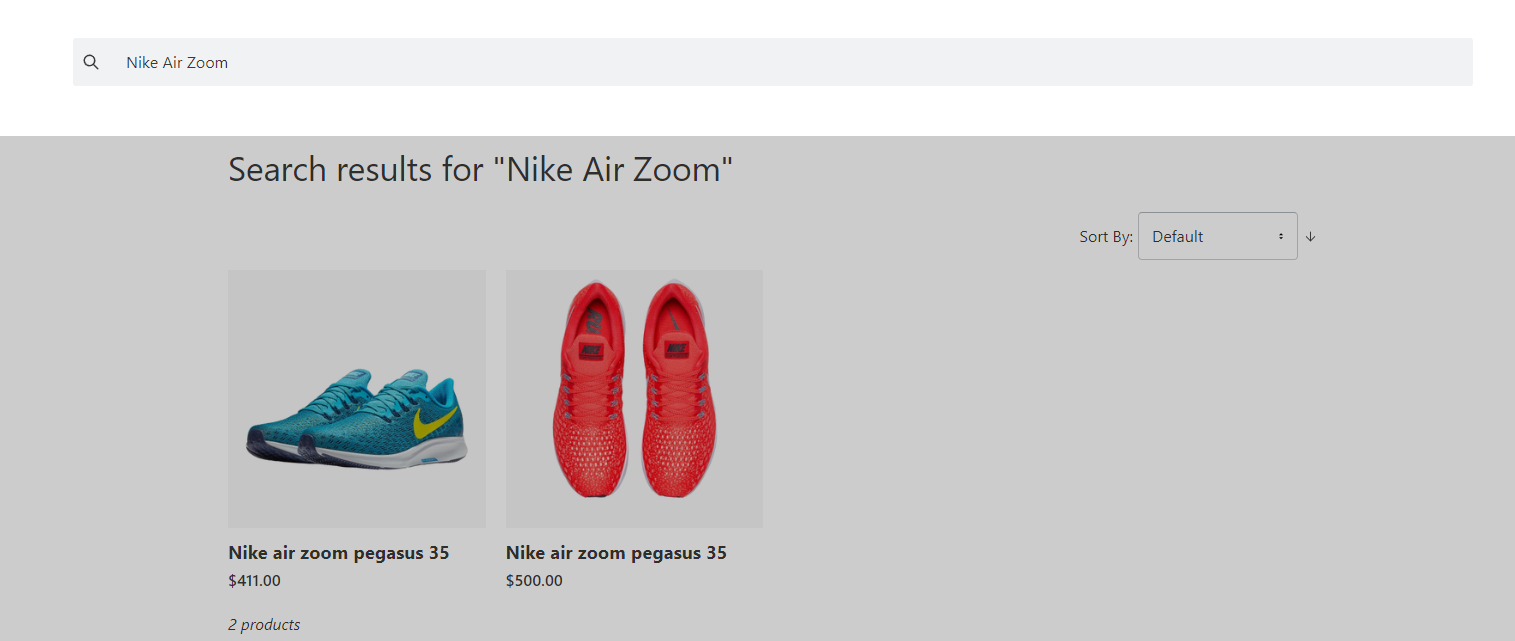 Nike Air Zoom
Search results for "Nike Air Zoom"
Sort By: Default
Nike air zoom pegasus 35 Nike air zoom pegasus 35
$411.00 $500.00
2 products